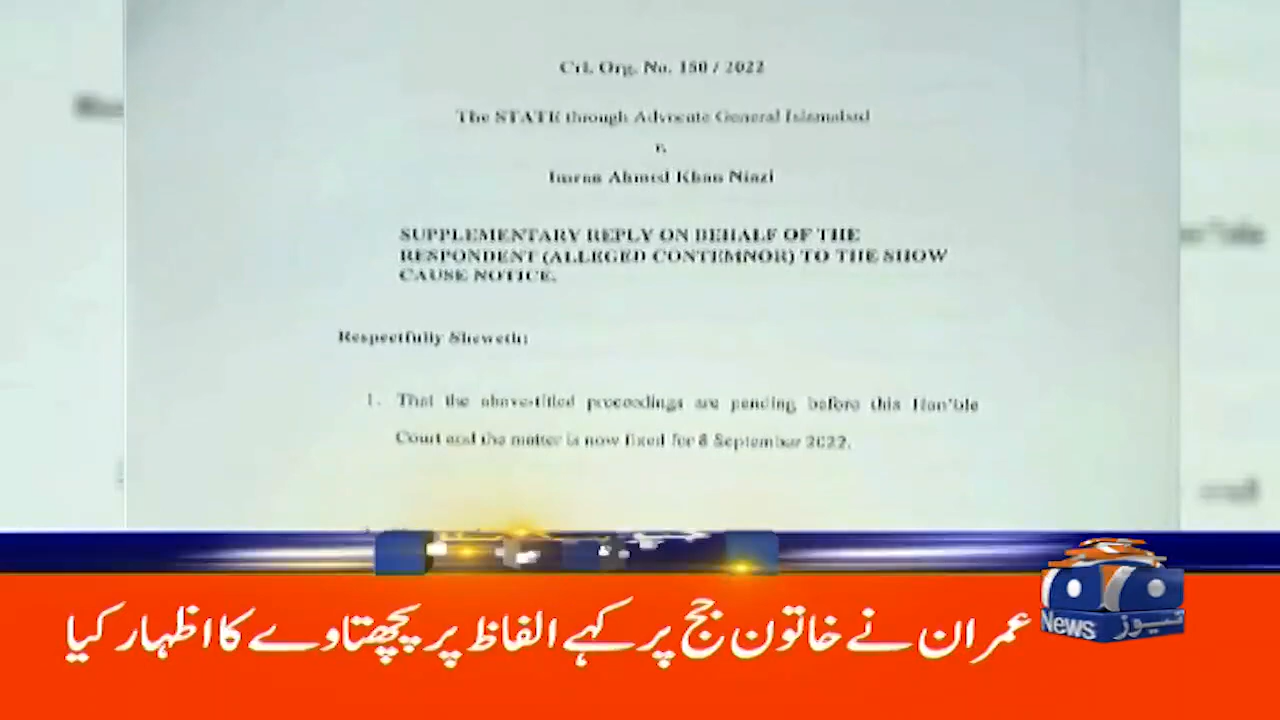 Crl. Org. No. 150 / 2022
The STATE through Advocate General Islamabad
v.
Imran Ahmed Khan Niazi
SUPPLEMENTARY REPLY ON BEHALF OF THE
RESPONDENT (ALLEGED CONTEMNOR) TO THE SHOW
CAUSE NOTICE.
Respectfully Sheweth:
1. That the above-titled proceedings are pending before this Hon'ble
Court and the matter is now fixed for 8 September 2022.
عمران نے خاتون جج پر کہے الفاظ پر پچھتاوے کا اظہار کیا
News نیوز